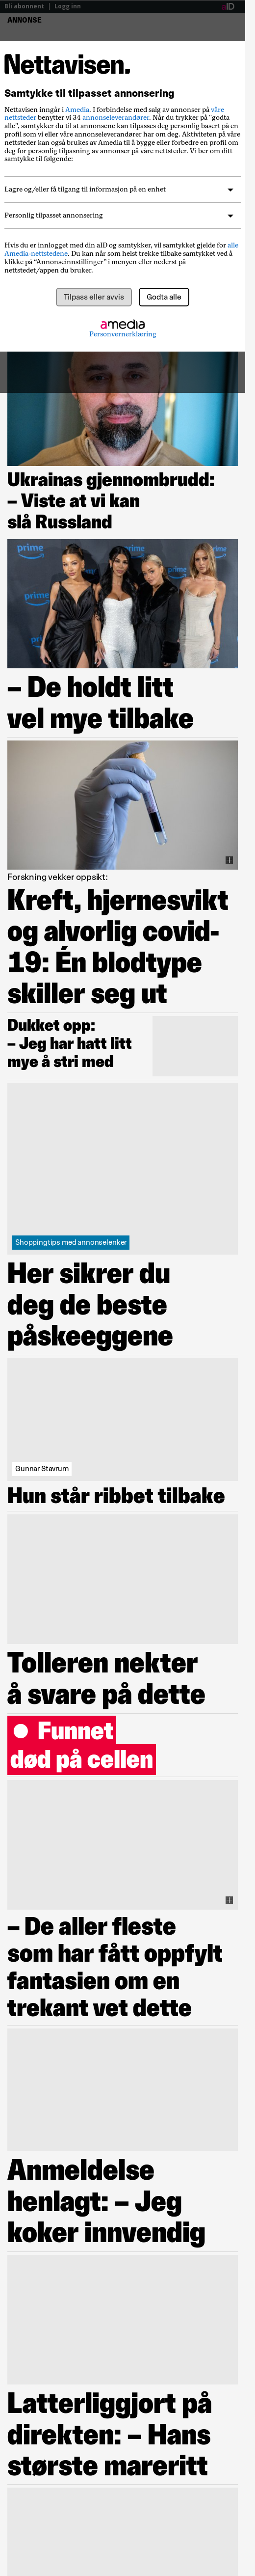 Bli abonnent | Logg inn
aID
ANNONSE
Nettavisen.
Samtykke til tilpasset annonsering
Nettavisen inngår i Amedia. I forbindelse med salg av annonser på våre
nettsteder benytter vi 34 annonseleverandører. Når du trykker på "godta
alle", samtykker du til at annonsene kan tilpasses deg personlig basert på en
profil som vi eller våre annonseleverandører har om deg. Aktiviteten på våre
nettsteder kan også brukes av Amedia til å bygge eller forbedre en profil om
deg for personlig tilpasning av annonser på våre nettsteder. Vi ber om ditt
samtykke til følgende:
Lagre og/eller få tilgang til informasjon på en enhet
Personlig tilpasset annonsering
Hvis du er innlogget med din aID og samtykker, vil samtykket gjelde for alle
Amedia-nettstedene. Du kan når som helst trekke tilbake samtykket ved å
klikke på “Annonseinnstillinger” i menyen eller nederst på
nettstedet/appen du bruker.
Tilpass eller avvis
Godta alle
amedia
Personvernerklæring
Ukrainas gjennombrudd:
– Viste at vi kan
slå Russland
prime
prime
prime
prime
– De holdt litt
vel mye tilbake
Forskning vekker oppsikt:
Kreft, hjernesvikt
og alvorlig covid-
19: Én blodtype
skiller seg ut
Dukket opp:
– Jeg har hatt litt
mye å stri med
Shoppingtips med annonselenker
Her sikrer du
deg de beste
påskeeggene
Gunnar Stavrum
Hun står ribbet tilbake
Tolleren nekter
å svare på dette
Funnet
død på cellen
– De aller fleste
som har fått oppfylt
fantasien om en
trekant vet dette
Anmeldelse
henlagt: – Jeg
koker innvendig
Latterliggjort på
direkten: – Hans
største mareritt